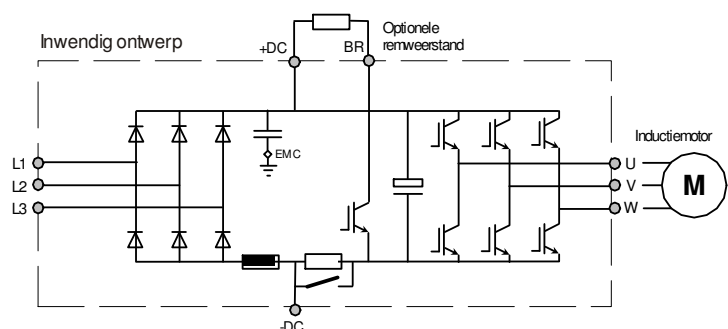 Inwendig ontwerp
+DC
BR
Optionele
remweerstand
EMC
L1
L2
L3
Inductiemotor
U
V
W
M
-DC